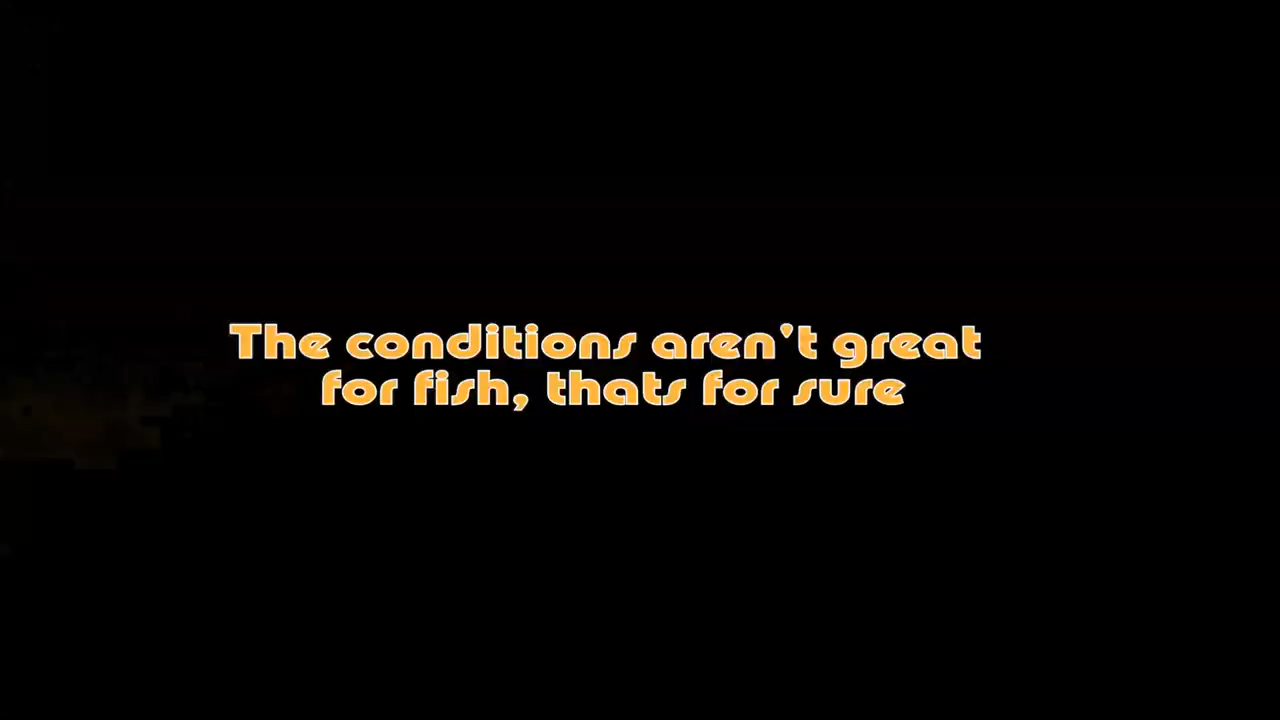 The conditions aren't great
for fish, thats for sure